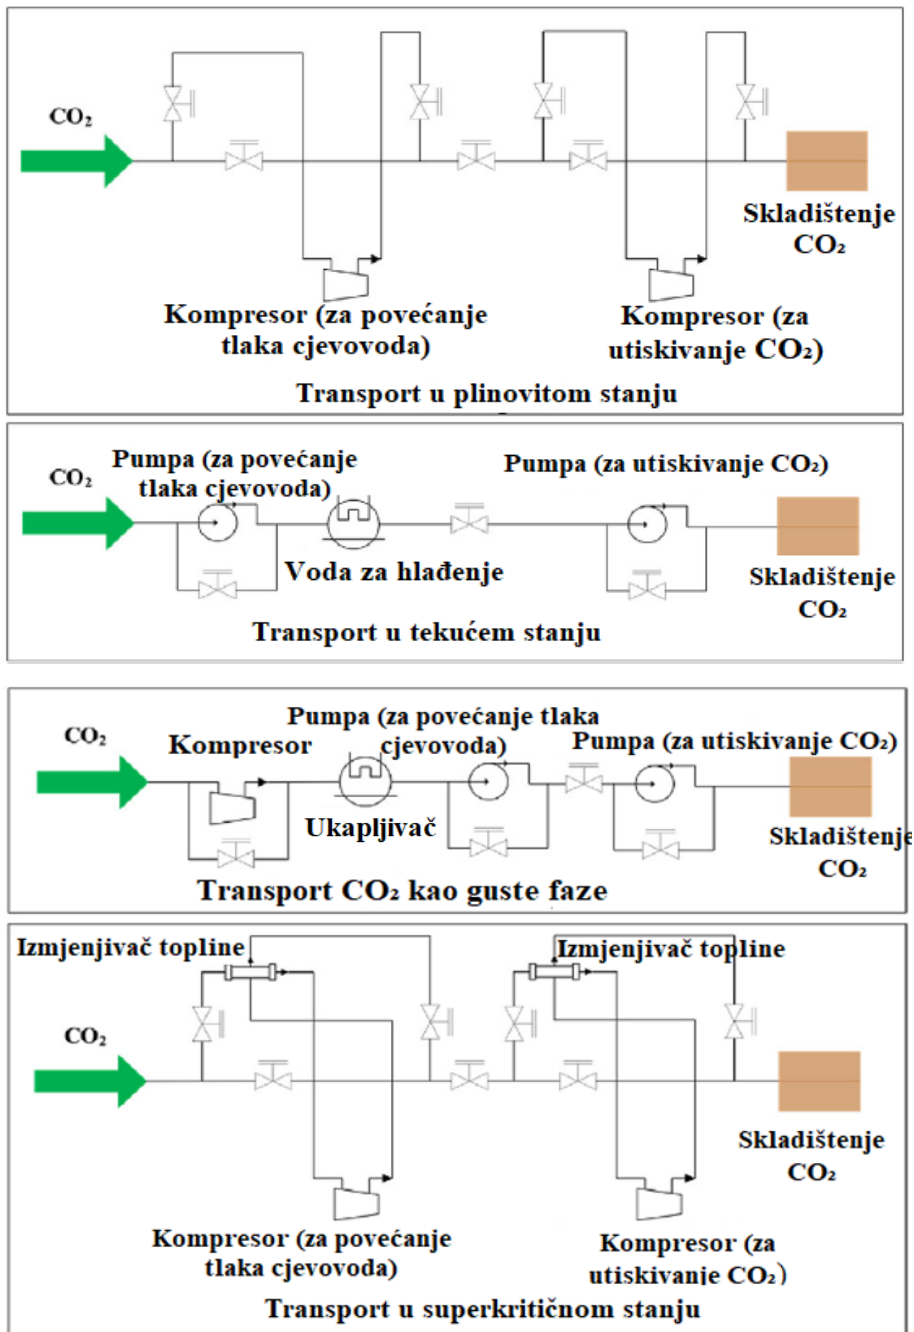 CO₂
Skladištenje
CO₂
Kompresor (za povećanje
tlaka cjevovoda)
Kompresor (za
utiskivanje CO₂)
Transport u plinovitom stanju
CO₂
Pumpa (za povećanje
tlaka cjevovoda)
Pumpa (za utiskivanje CO₂)
Voda za hlađenje
Skladištenje
CO₂
Transport u tekućem stanju
CO₂
Kompresor
Pumpa (za povećanje tlaka
cjevovoda)
Pumpa (za utiskivanje CO₂)
Ukapljivač
Skladištenje
CO₂
Transport CO₂ kao guste faze
Izmjenjivač topline
Izmjenjivač topline
CO₂
Skladištenje
CO₂
Kompresor (za povećanje
tlaka cjevovoda)
Kompresor (za
utiskivanje CO₂)
Transport u superkritičnom stanju